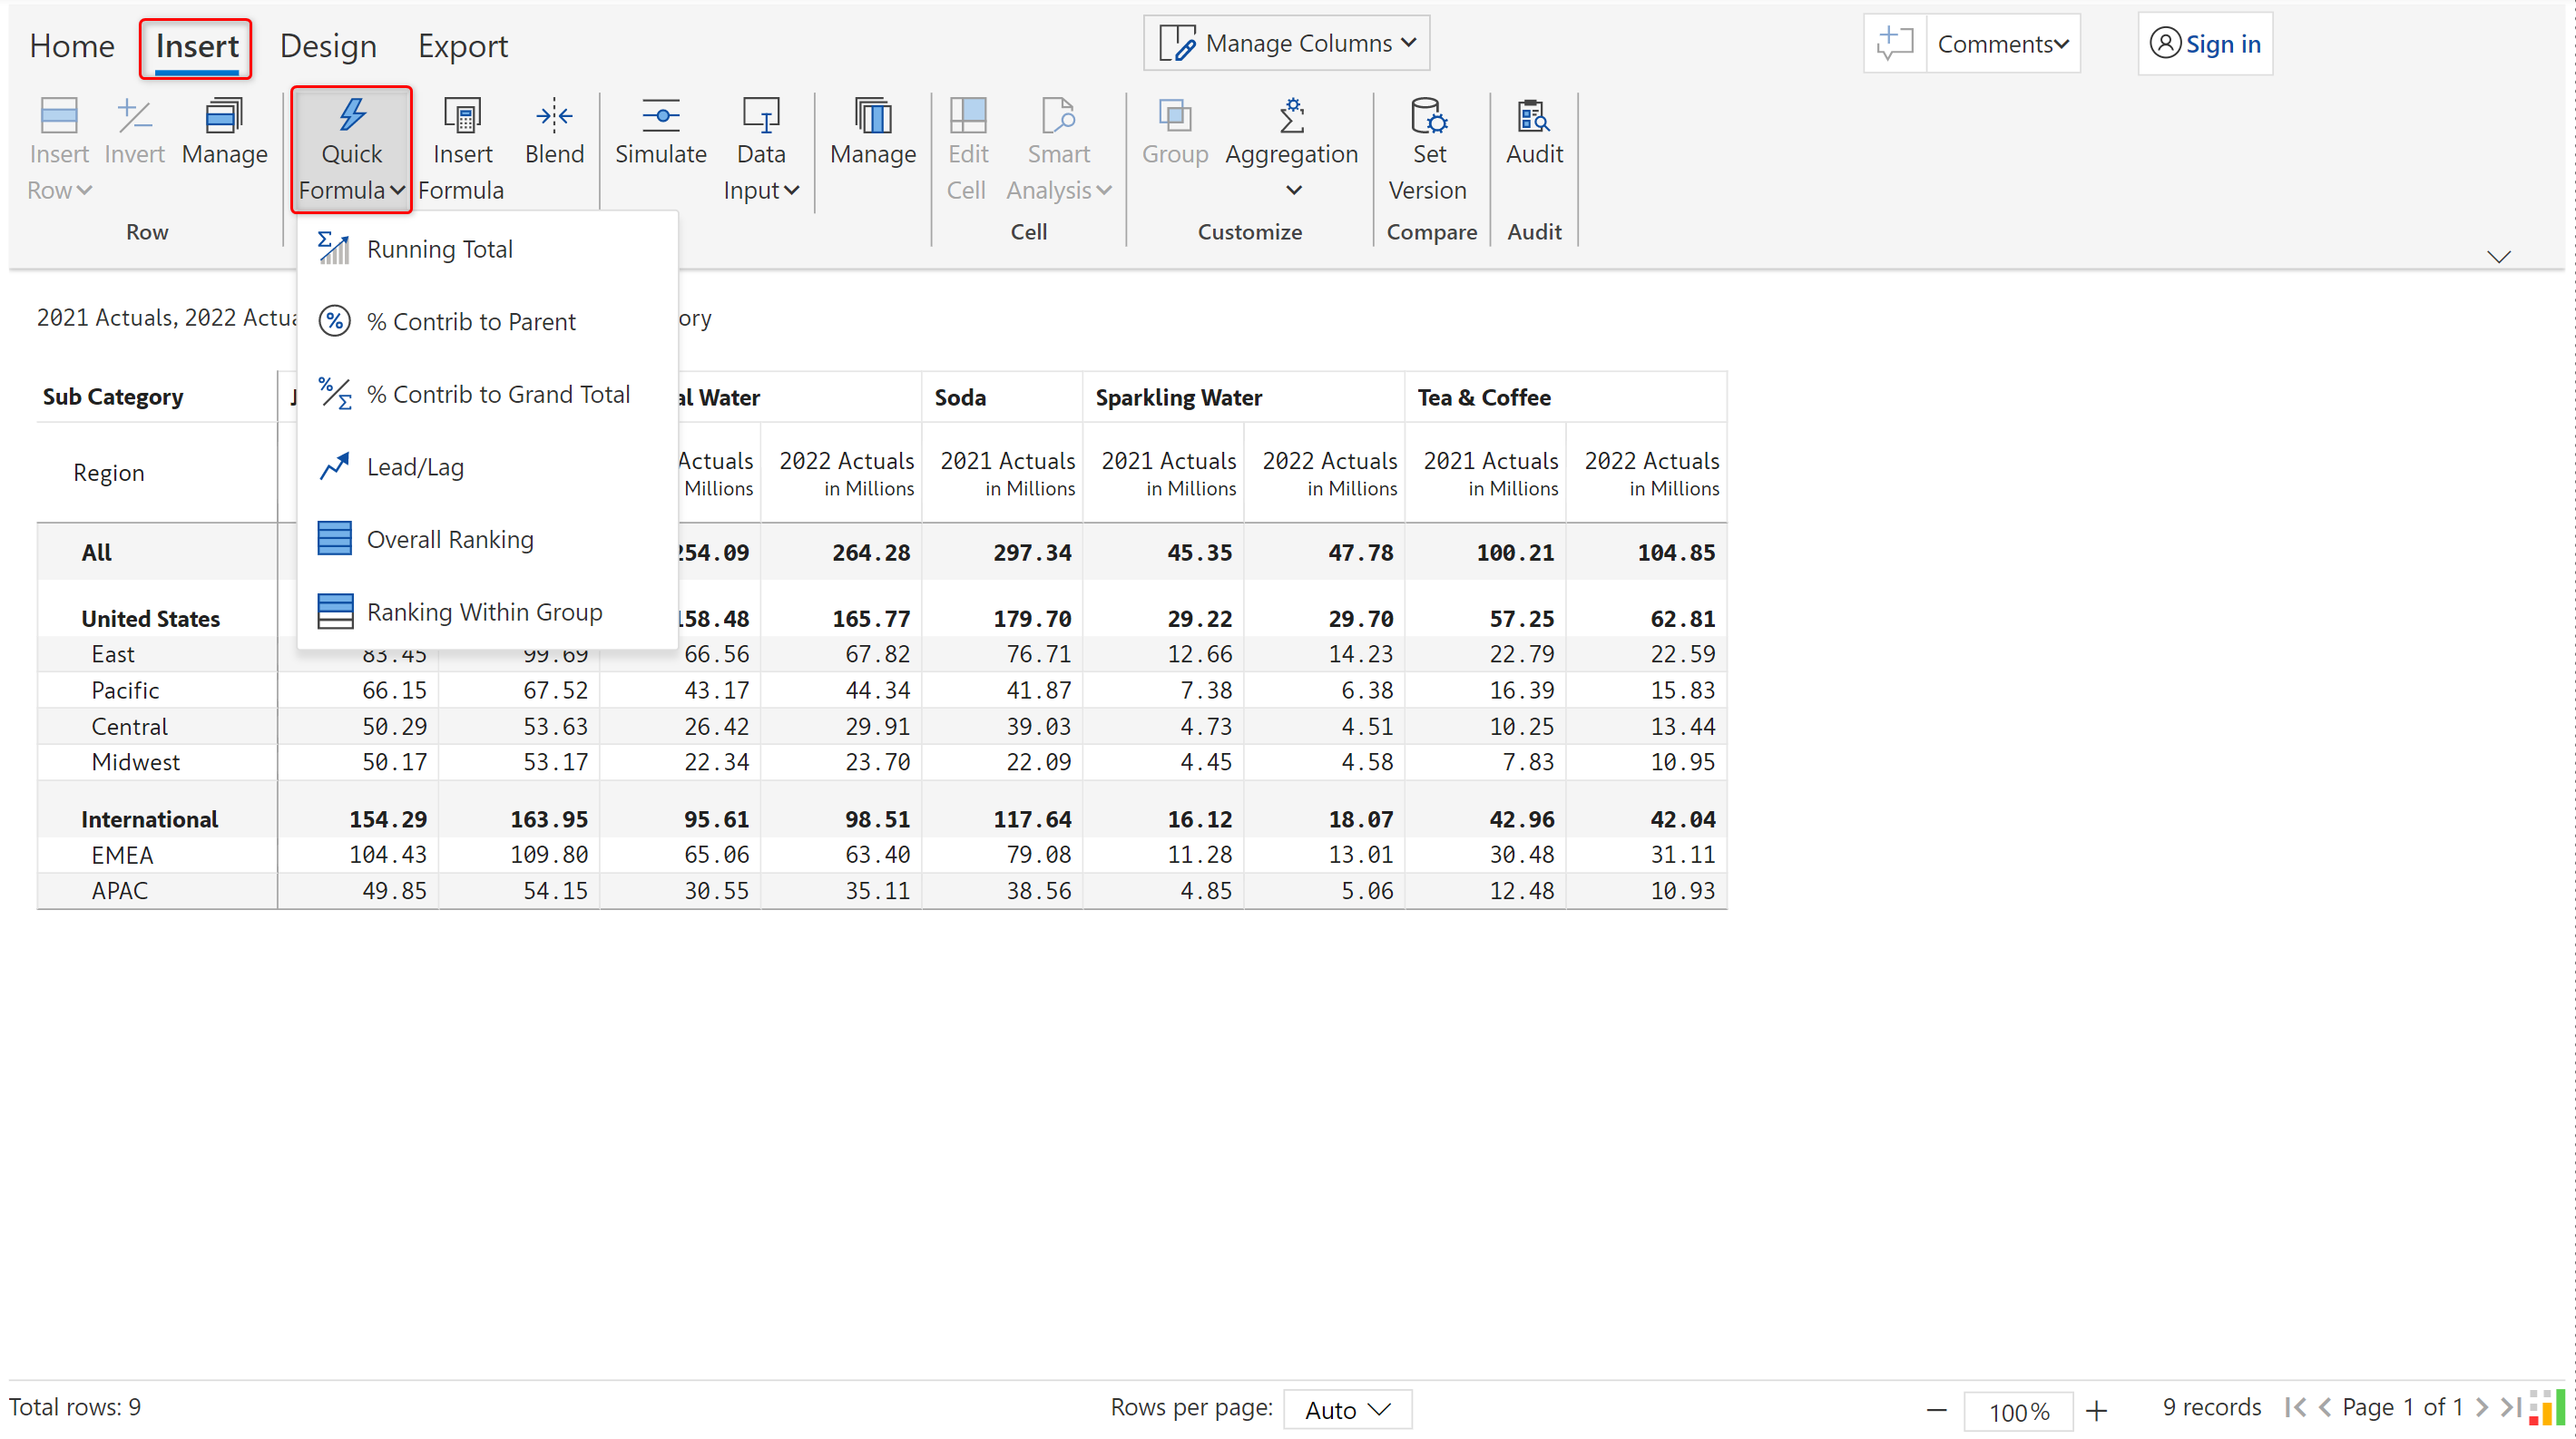 Home Insert Design Export Manage Columns Comments Sign in
Insert Invert Manage Quick Insert Blend Simulate Data Manage Edit Smart Group Aggregation Set Audit
Row Formula Formula Input Cell Analysis Version
Row Cell Customize Compare Audit
Running Total
2021 Actuals, 2022 ory
% Contrib to Parent
% Contrib to Grand Total
Sub Category Water Soda Sparkling Water Tea & Coffee
Lead/Lag
Region Actuals 2022 Actuals 2021 Actuals 2021 Actuals 2022 Actuals 2021 Actuals 2022 Actuals
Millions in Millions in Millions in Millions in Millions in Millions in Millions
Overall Ranking
All 254.09 264.28 297.34 45.35 47.78 100.21 104.85
Ranking Within Group
United States 158.48 165.77 179.70 29.22 29.70 57.25 62.81
East 83.45 99.69 66.56 67.82 76.71 12.66 14.23 22.79 22.59
Pacific 66.15 67.52 43.17 44.34 41.87 7.38 6.38 16.39 15.83
Central 50.29 53.63 26.42 29.91 39.03 4.73 4.51 10.25 13.44
Midwest 50.17 53.17 22.34 23.70 22.09 4.45 4.58 7.83 10.95
International 154.29 163.95 95.61 98.51 117.64 16.12 18.07 42.96 42.04
EMEA 104.43 109.80 65.06 63.40 79.08 11.28 13.01 30.48 31.11
APAC 49.85 54.15 30.55 35.11 38.56 4.85 5.06 12.48 10.93
Total rows: 9 Rows per page: Auto 100% 9 records Page 1 of 1